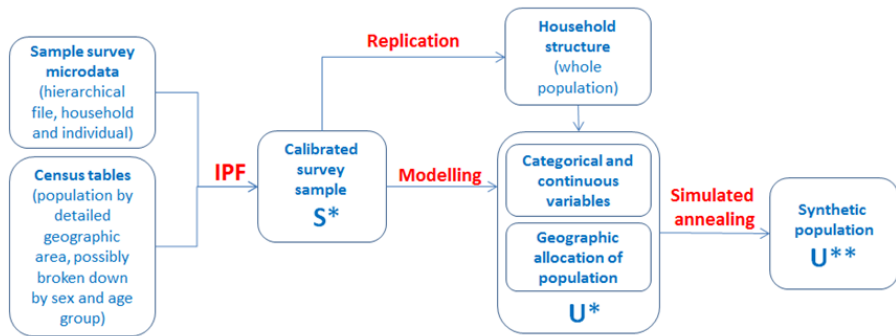 Sample survey
microdata
(hierarchical
file, household
and individual)
Census tables
(population by
detailed
geographic
area, possibly
broken down
by sex and age
group)
IPF
Calibrated
survey
sample
S*
Replication
Modelling
Household
structure
(whole
population)
Categorical and
continuous
variables
Geographic
allocation of
population
U*
Simulated
annealing
Synthetic
population
U**